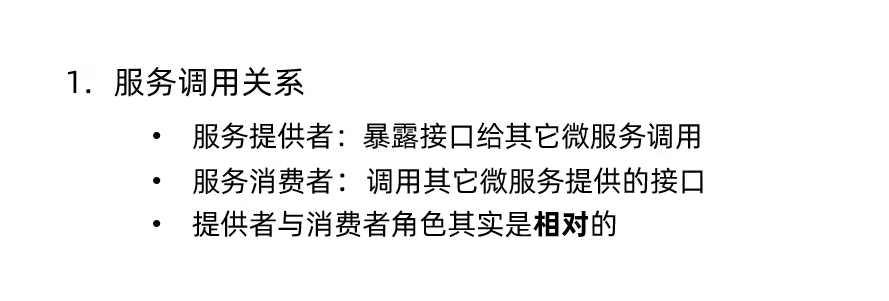 1. 服务调用关系
• 服务提供者：暴露接口给其它微服务调用
• 服务消费者：调用其它微服务提供的接口
• 提供者与消费者角色其实是相对的